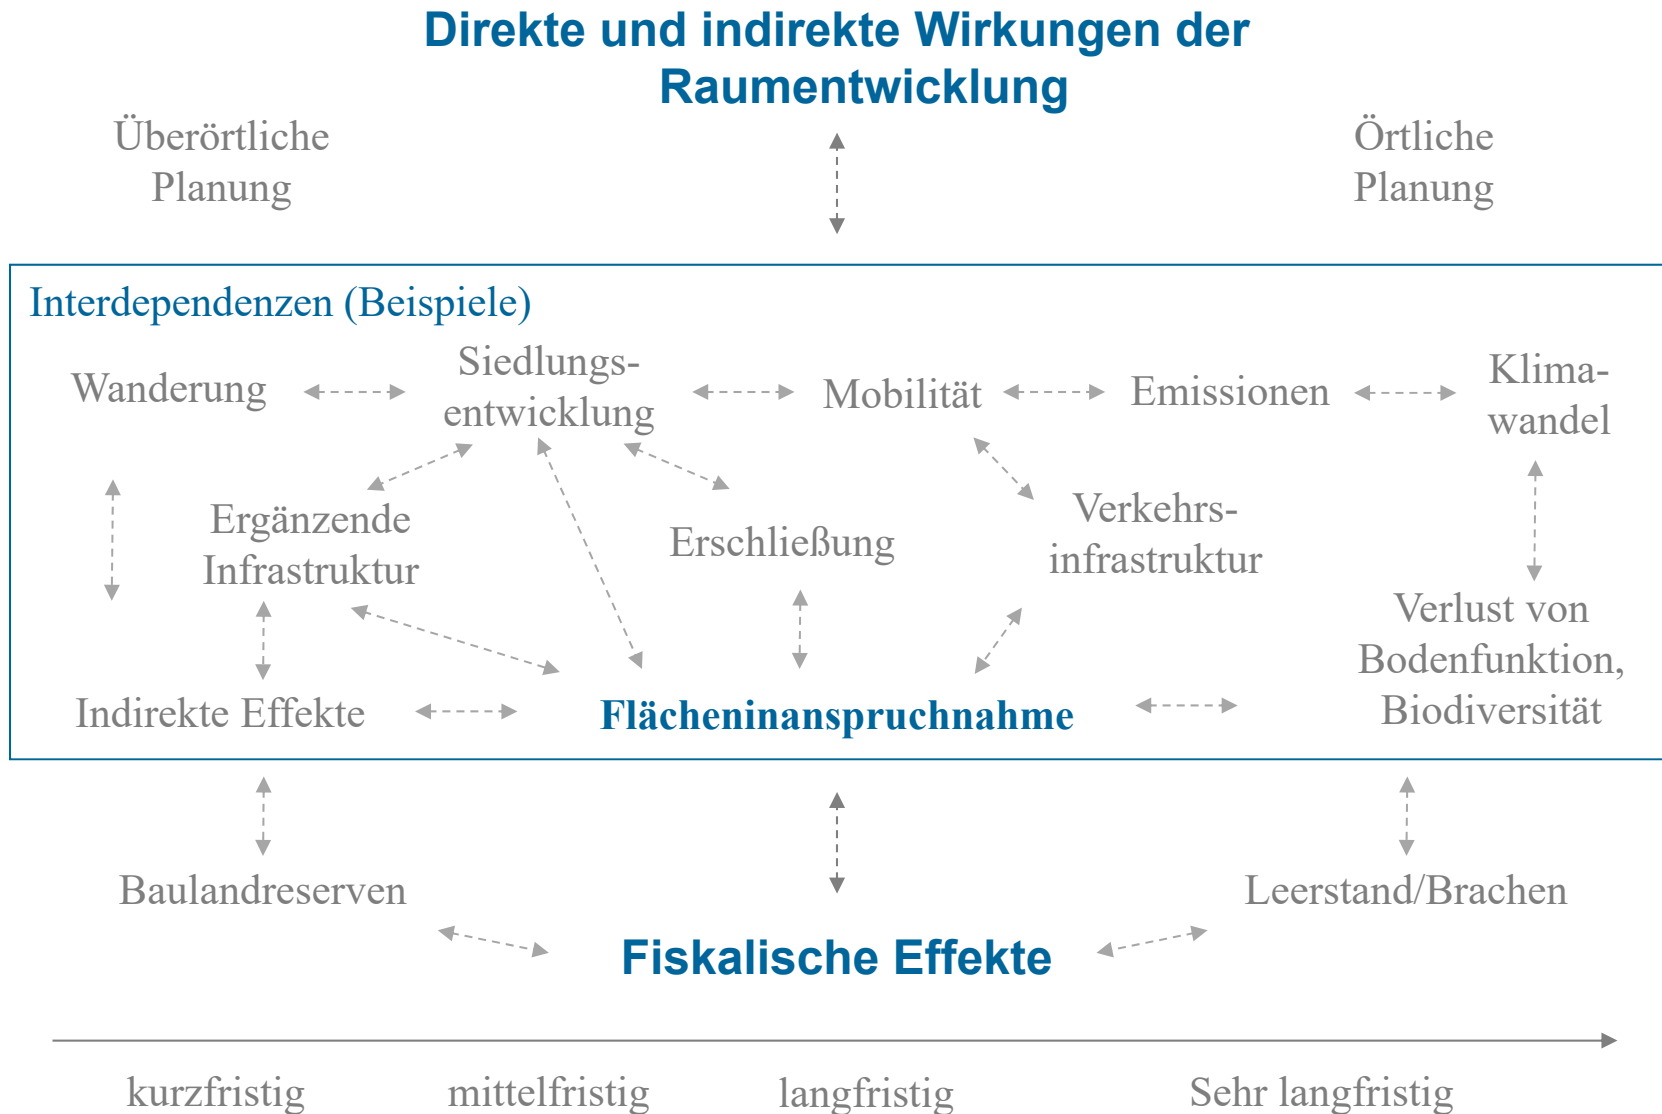 Direkte und indirekte Wirkungen der
Raumentwicklung
Überörtliche
Planung
Örtliche
Planung
Interdependenzen (Beispiele)
Wanderung
Siedlungs-
entwicklung
Mobilität
Emissionen
Klima-
wandel
Ergänzende
Infrastruktur
Erschließung
Verkehrs-
infrastruktur
Verlust von
Bodenfunktion,
Biodiversität
Indirekte Effekte
Flächeninanspruchnahme
Baulandreserven
Leerstand/Brachen
Fiskalische Effekte
kurzfristig
mittelfristig
langfristig
Sehr langfristig